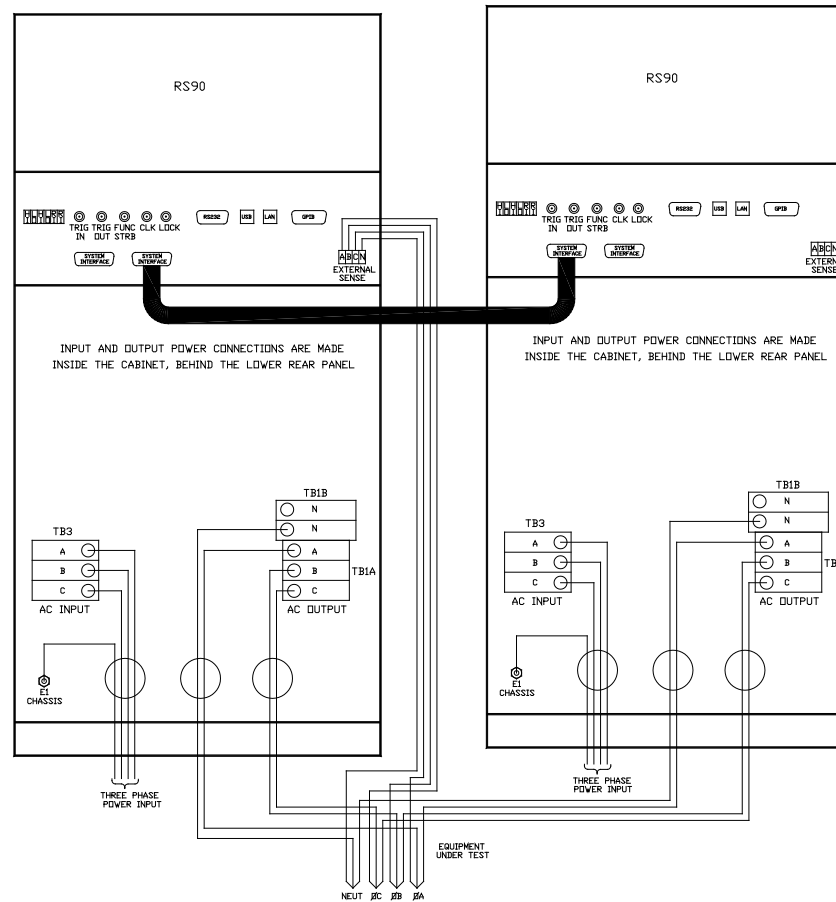 RS90
TRIG IN
TRIG OUT
FUNC STRB
CLK
LOCK
RS232
USB
LAN
GPIB
SYSTEM INTERFACE
SYSTEM INTERFACE
A B C N
EXTERNAL
SENSE
INPUT AND OUTPUT POWER CONNECTIONS ARE MADE
INSIDE THE CABINET, BEHIND THE LOWER REAR PANEL
TB1B
N
N
TB3
A
B
C
AC INPUT
A
B
C
TB1A
AC OUTPUT
E1
CHASSIS
THREE PHASE
POWER INPUT
RS90
TRIG IN
TRIG OUT
FUNC STRB
CLK
LOCK
RS232
USB
LAN
GPIB
SYSTEM INTERFACE
SYSTEM INTERFACE
A B C N
SENSE
INPUT AND OUTPUT POWER CONNECTIONS ARE MADE
INSIDE THE CABINET, BEHIND THE LOWER REAR PANEL
TB1B
N
N
TB3
A
B
C
AC INPUT
A
B
C
AC OUTPUT
E1
CHASSIS
THREE PHASE
POWER INPUT
EQUIPMENT
UNDER TEST
NEUT ØC ØB ØA